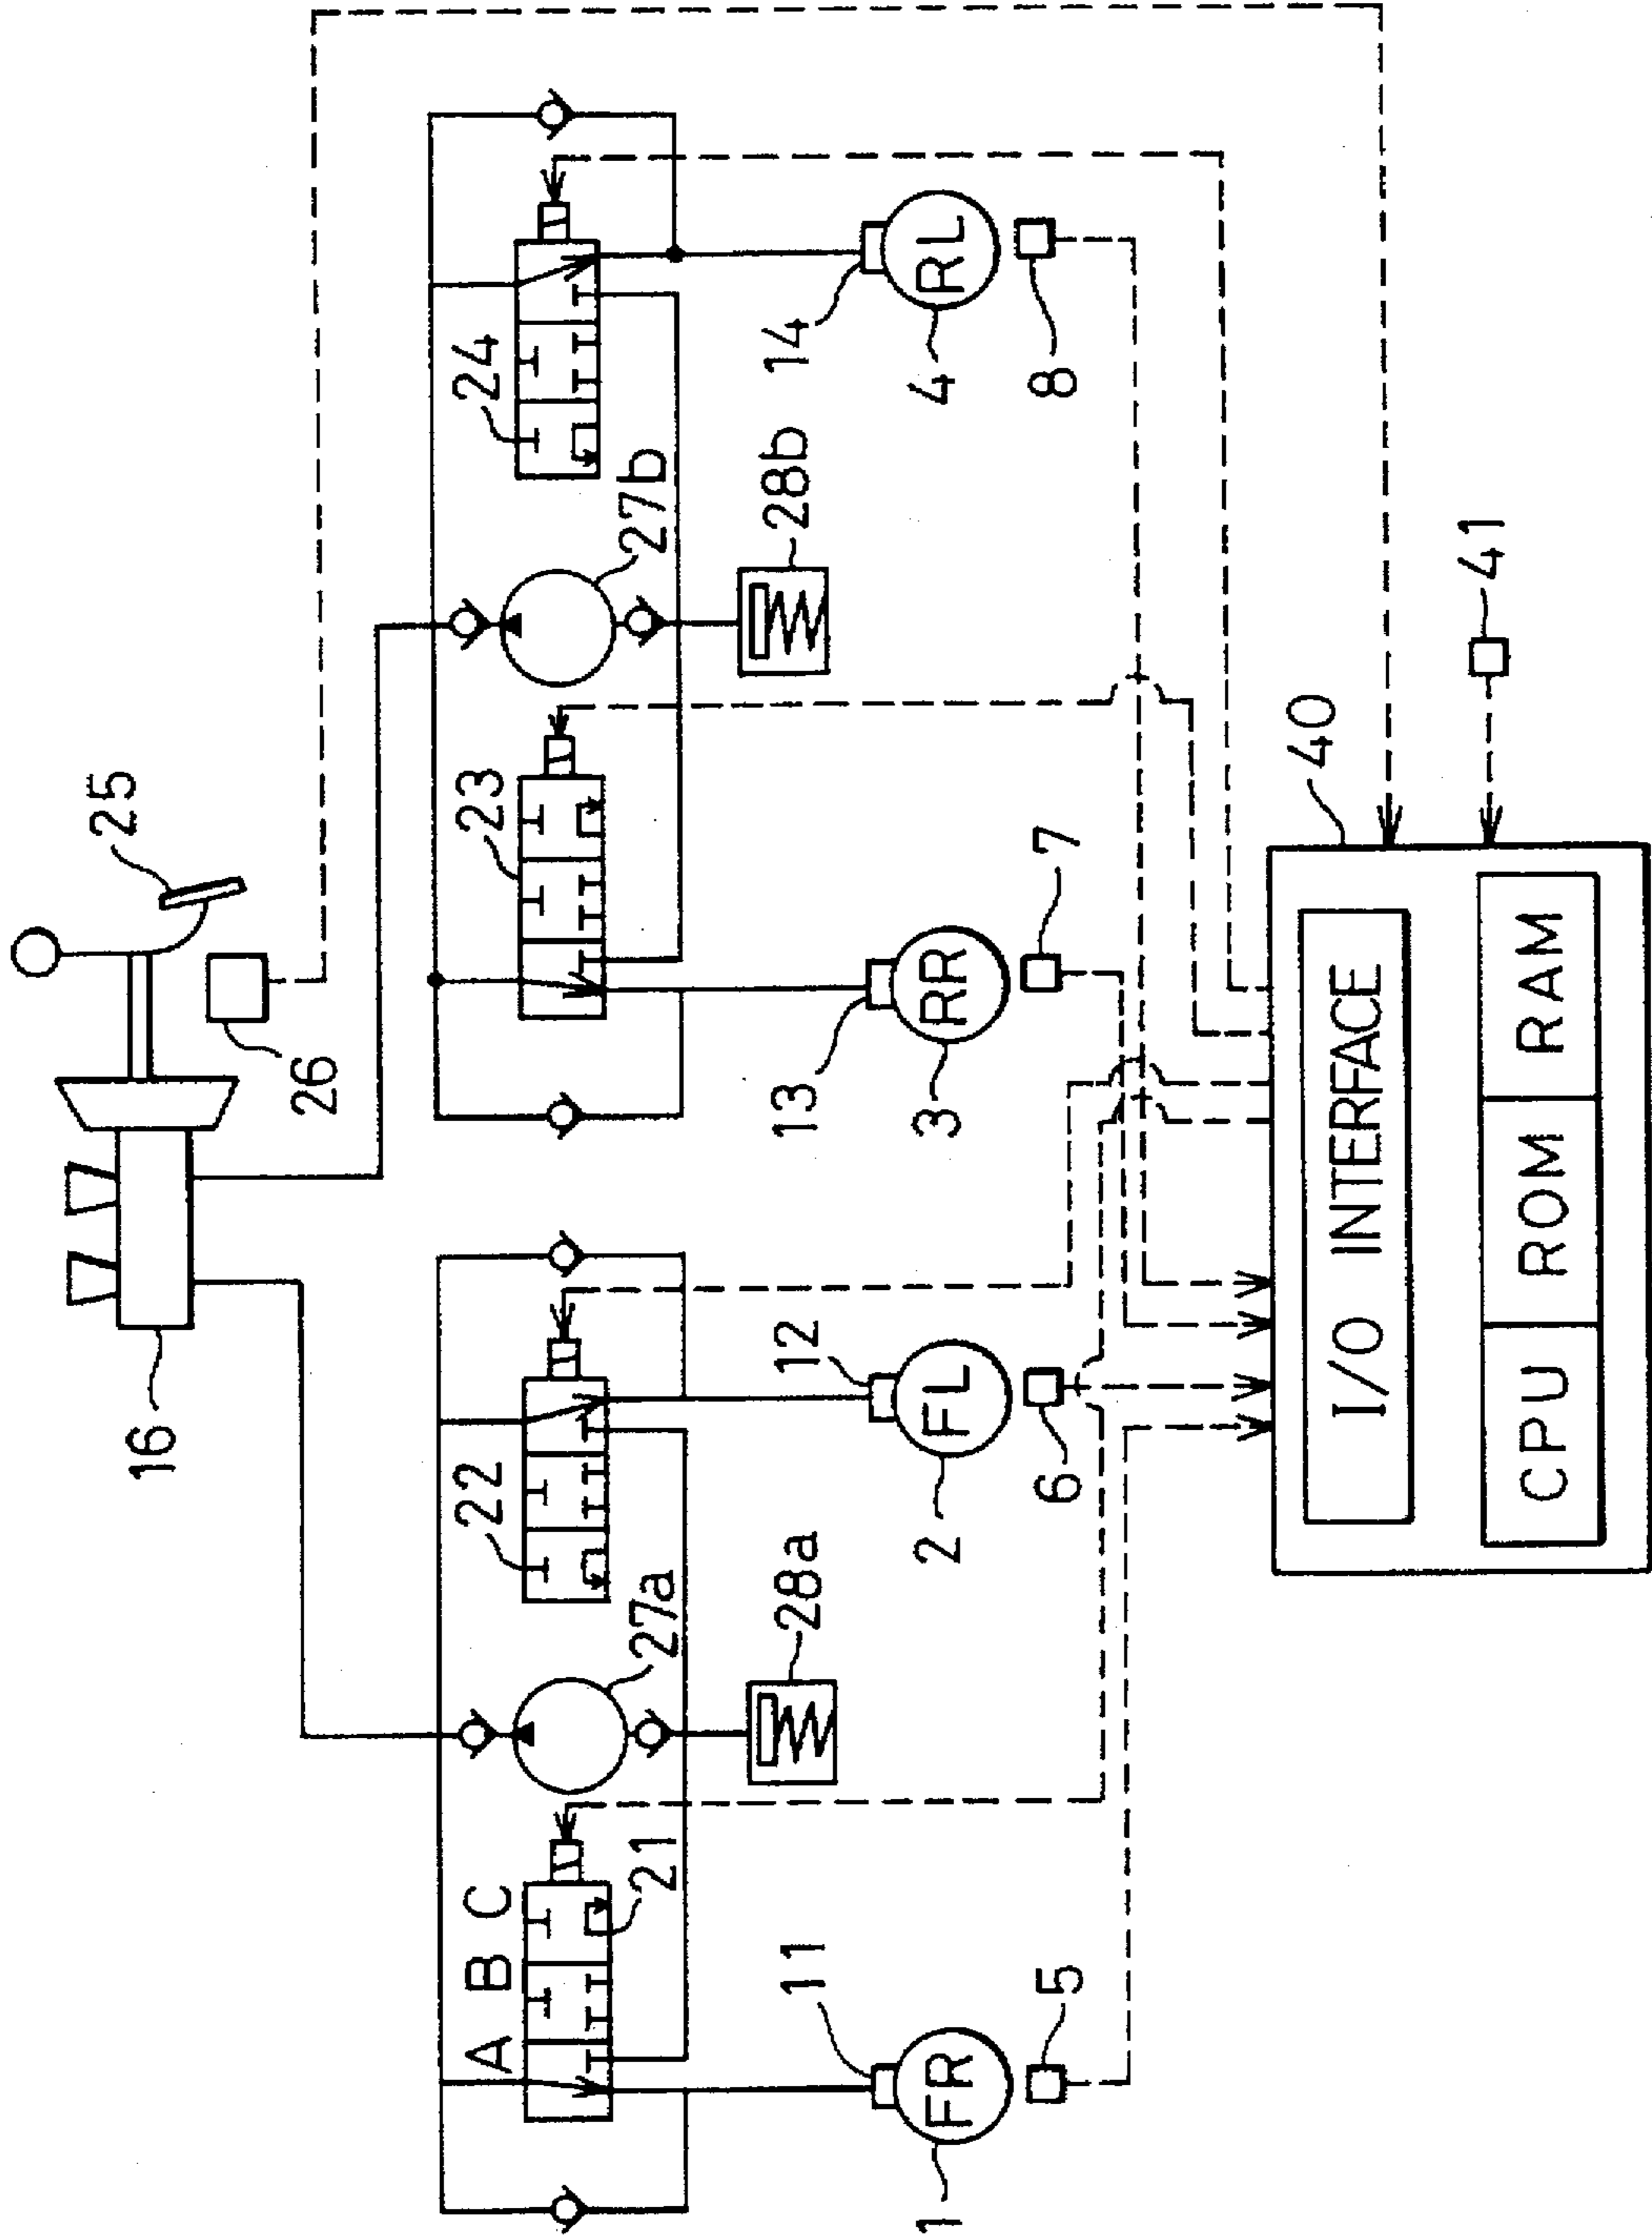 25
26
16
24
27b
28b
23
22
27a
28a
A B C
21
14
RL
4
8
13
RR
3
7
12
FL
2
6
11
FR
1
5
40
41
I/O INTERFACE
CPU ROM RAM